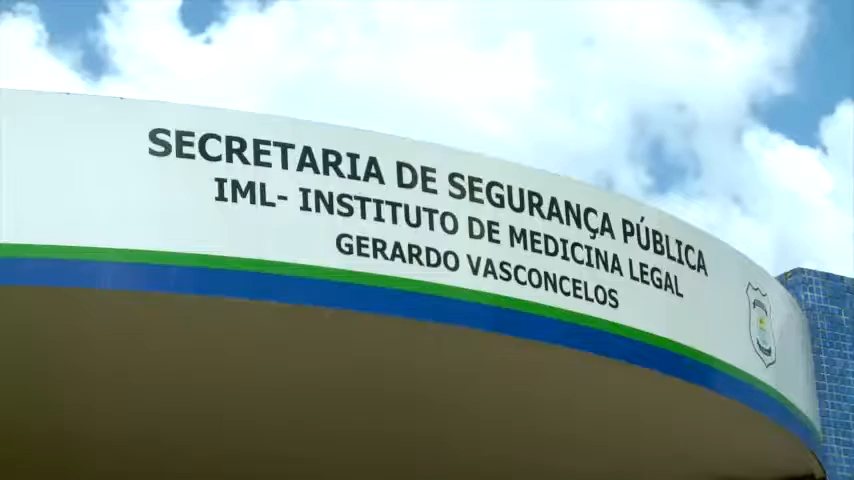 SECRETARIA DE SEGURANÇA PÚBLICA
IML- INSTITUTO DE MEDICINA LEGAL
GERARDO VASCONCELOS